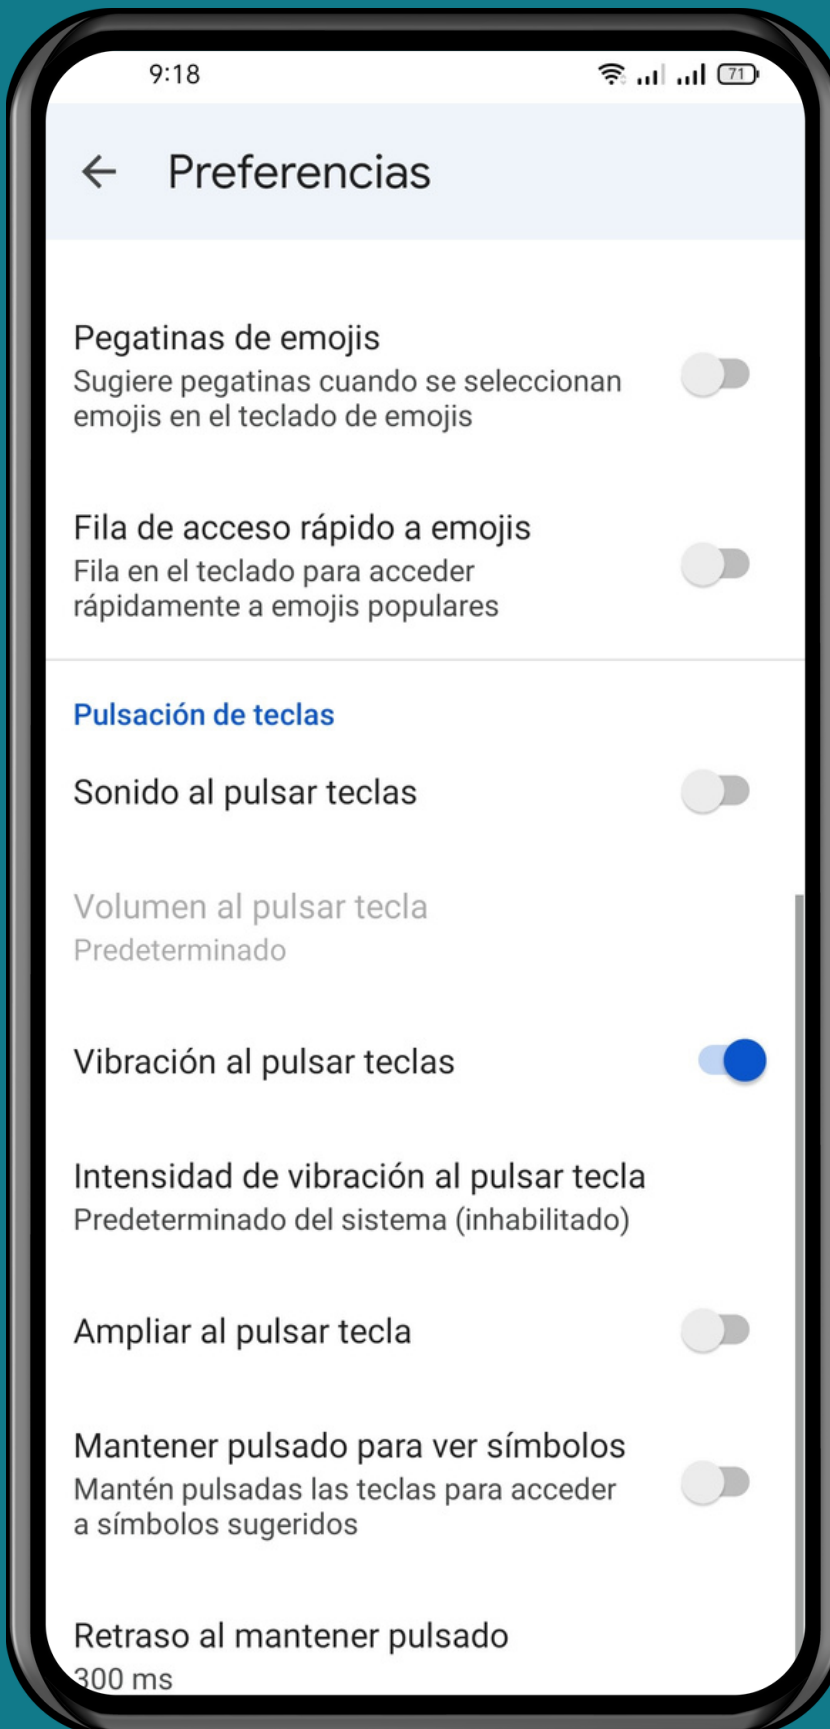 9:18
71
Preferencias
Pegatinas de emojis
Sugiere pegatinas cuando se seleccionan
emojis en el teclado de emojis
Fila de acceso rápido a emojis
Fila en el teclado para acceder
rápidamente a emojis populares
Pulsación de teclas
Sonido al pulsar teclas
Volumen al pulsar tecla
Predeterminado
Vibración al pulsar teclas
Intensidad de vibración al pulsar tecla
Predeterminado del sistema (inhabilitado)
Ampliar al pulsar tecla
Mantener pulsado para ver símbolos
Mantén pulsadas las teclas para acceder
a símbolos sugeridos
Retraso al mantener pulsado
300 ms